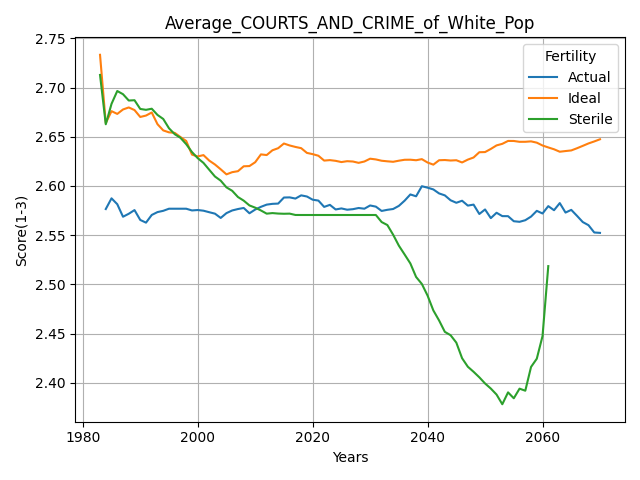 Average_COURTS_AND_CRIME_of_White_Pop
Fertility
Actual
Ideal
Sterile
Score(1-3)
2.75
2.70
2.65
2.60
2.55
2.50
2.45
2.40
1980 2000 2020 2040 2060
Years